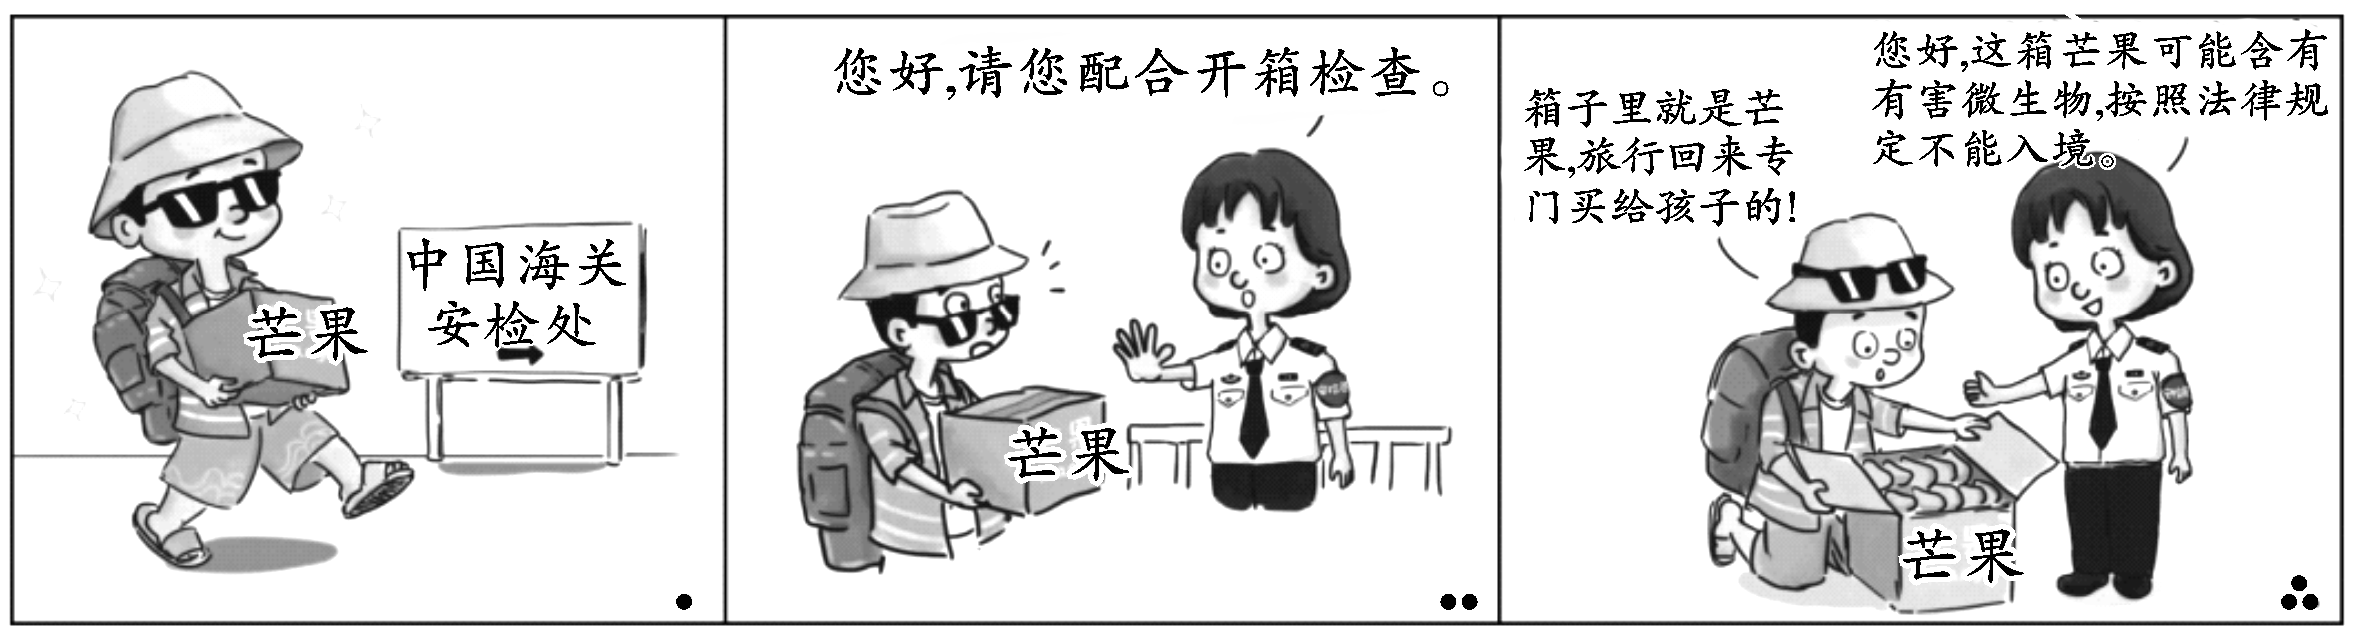 中国海关
安检处
芒果
您好,请您配合开箱检查。
芒果
箱子里就是芒
果,旅行回来专
门买给孩子的!
您好,这箱芒果可能含有
有害微生物,按照法律规
定不能入境。
芒果